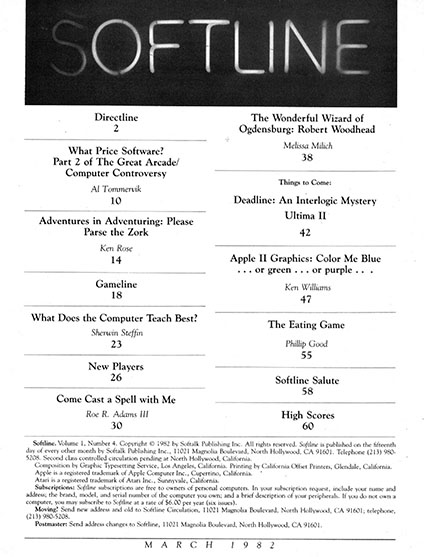 SOFTLINE
Directline
2
What Price Software?
Part 2 of The Great Arcade/
Computer Controversy
Al Tommervik
10
Adventures in Adventuring: Please
Parse the Zork
Ken Rose
14
Gameline
18
What Does the Computer Teach Best?
Sherwin Steffin
23
New Players
26
Come Cast a Spell with Me
Roe R. Adams III
30
The Wonderful Wizard of
Ogdensburg: Robert Woodhead
Melissa Milich
38
Things to Come:
Deadline: An Interlogic Mystery
Ultima II
42
Apple II Graphics: Color Me Blue
. . . or green . . . or purple . . .
Ken Williams
47
The Eating Game
Phillip Good
55
Softline Salute
58
High Scores
60
Softline. Volume 1, Number 4. Copyright © 1982 by Softalk Publishing Inc. All rights reserved. Softline is published on the fifteenth
day of every other month by Softalk Publishing Inc., 11021 Magnolia Boulevard, North Hollywood, CA 91601. Telephone (213) 980-
5208. Second class controlled circulation pending at North Hollywood, California.
Composition by Graphic Typesetting Service, Los Angeles, California. Printing by California Offset Printers, Glendale, California.
Apple is a registered trademark of Apple Computer Inc., Cupertino, California.
Atari is a registered trademark of Atari Inc., Sunnyvale, California.
Subscriptions: Softline subscriptions are free to owners of personal computers. In your subscription request, include your name and
address; the brand, model, and serial number of the computer you own; and a brief description of your peripherals. If you do not own a
computer, you may subscribe to Softline at a rate of $6.00 per year (six issues).
Moving? Send new address and old to Softline Circulation, 11021 Magnolia Boulevard, North Hollywood, CA 91601; telephone,
(213) 980-5208.
Postmaster: Send address changes to Softline, 11021 Magnolia Boulevard, North Hollywood, CA 91601.
MARCH 1982